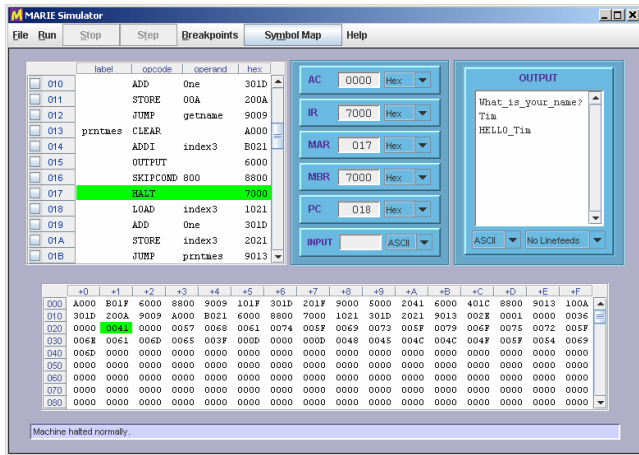 MARIE Simulator
File Run Stop Step Breakpoints Symbol Map Help
label opcode operand hex
010 ADD One 301D
011 STORE 00A 200A
012 JUMP getname 9009
013 prntmes CLEAR A000
014 ADDI index3 B021
015 OUTPUT 6000
016 SKIPCOND 800 8800
017 HALT 7000
018 LOAD index3 1021
019 ADD One 301D
01A STORE index3 2021
01B JUMP prntmes 9013
AC 0000 Hex
IR 7000 Hex
MAR 017 Hex
MBR 7000 Hex
PC 018 Hex
INPUT ASCII
OUTPUT
What_is_your_name?
Tim
HELLO_Tim
ASCII No Linefeeds
+0 +1 +2 +3 +4 +5 +6 +7 +8 +9 +A +B +C +D +E +F
000 A000 B01F 6000 8800 9009 101F 301D 201F 9000 5000 2041 6000 401C 8800 9013 100A
010 301D 200A 9009 A000 B021 6000 8800 7000 1021 301D 2021 9013 002E 0001 0000 0036
020 0000 0041 0000 0057 0068 0061 0074 005F 0069 0073 005F 0079 006F 0075 0072 005F
030 006E 0061 006D 0065 003F 000D 0000 000D 0048 0045 004C 004C 004F 005F 0054 0069
040 006D 0000 0000 0000 0000 0000 0000 0000 0000 0000 0000 0000 0000 0000 0000 0000
050 0000 0000 0000 0000 0000 0000 0000 0000 0000 0000 0000 0000 0000 0000 0000 0000
060 0000 0000 0000 0000 0000 0000 0000 0000 0000 0000 0000 0000 0000 0000 0000 0000
070 0000 0000 0000 0000 0000 0000 0000 0000 0000 0000 0000 0000 0000 0000 0000 0000
080 0000 0000 0000 0000 0000 0000 0000 0000 0000 0000 0000 0000 0000 0000 0000 0000
Machine halted normally.